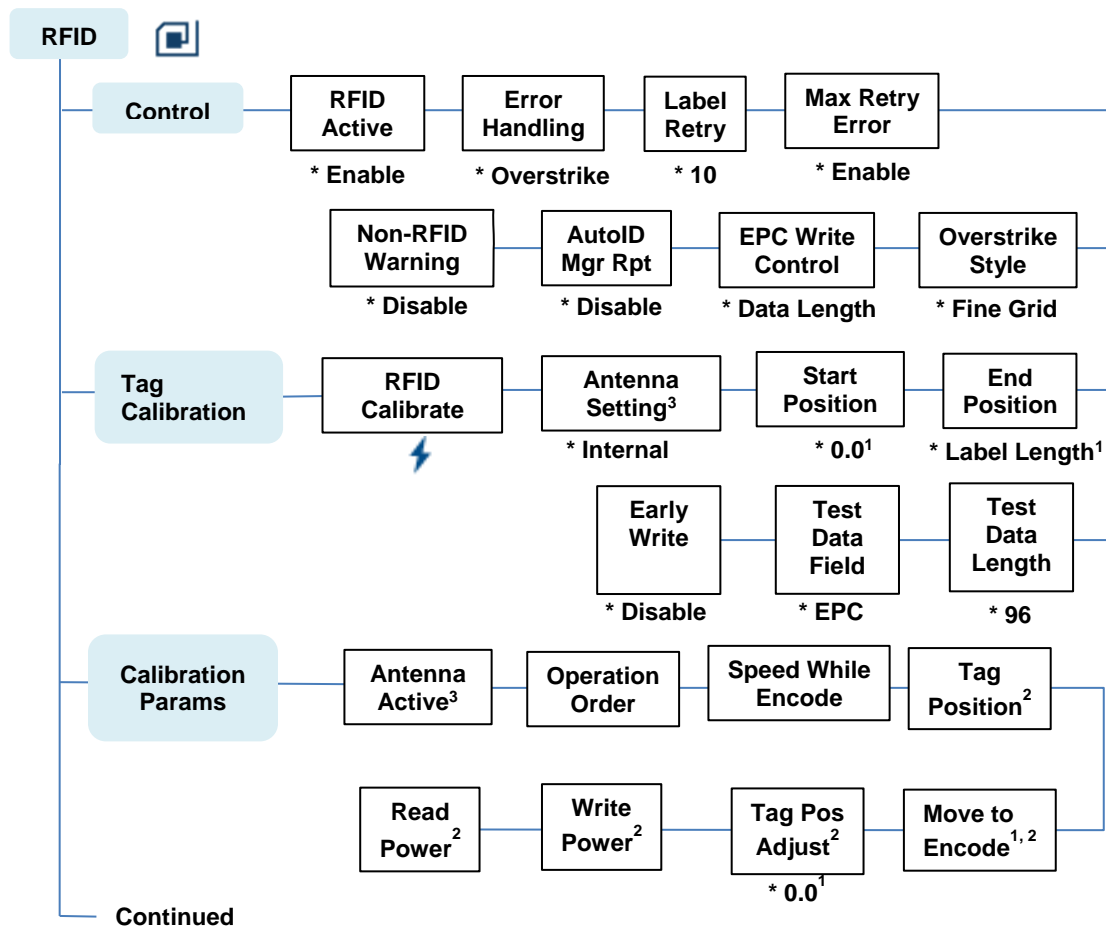 RFID
Control
RFID
Active
* Enable
Error
Handling
* Overstrike
Label
Retry
* 10
Max Retry
Error
* Enable
Non-RFID
Warning
* Disable
AutoID
Mgr Rpt
* Disable
EPC Write
Control
* Data Length
Overstrike
Style
* Fine Grid
Tag
Calibration
RFID
Calibrate
Antenna
Setting³
* Internal
Start
Position
* 0.0¹
End
Position
* Label Length¹
Early
Write
* Disable
Test
Data
Field
* EPC
Test
Data
Length
* 96
Calibration
Params
Antenna
Active³
Operation
Order
Speed While
Encode
Tag
Position²
Read
Power²
Write
Power²
Tag Pos
Adjust²
* 0.0¹
Move to
Encode¹, ²
Continued